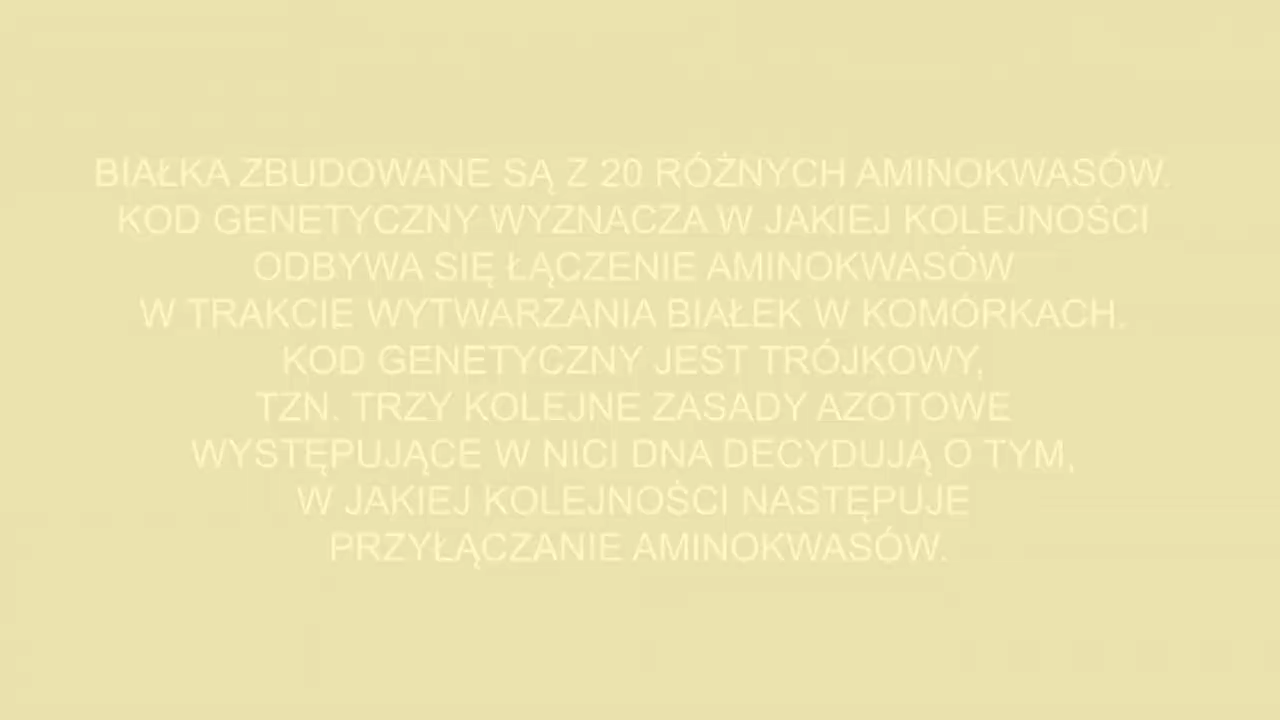 BIAŁKA ZBUDOWANE SĄ Z 20 RÓŻNYCH AMINOKWASÓW.
KOD GENETYCZNY WYZNACZA W JAKIEJ KOLEJNOŚCI
ODBYWA SIĘ ŁĄCZENIE AMINOKWASÓW
W TRAKCIE WYTWARZANIA BIAŁEK W KOMÓRKACH.
KOD GENETYCZNY JEST TRÓJKOWY,
TZN. TRZY KOLEJNE ZASADY AZOTOWE
WYSTĘPUJĄCE W NICI DNA DECYDUJĄ O TYM,
W JAKIEJ KOLEJNOŚCI NASTĘPUJE
PRZYŁĄCZANIE AMINOKWASÓW.